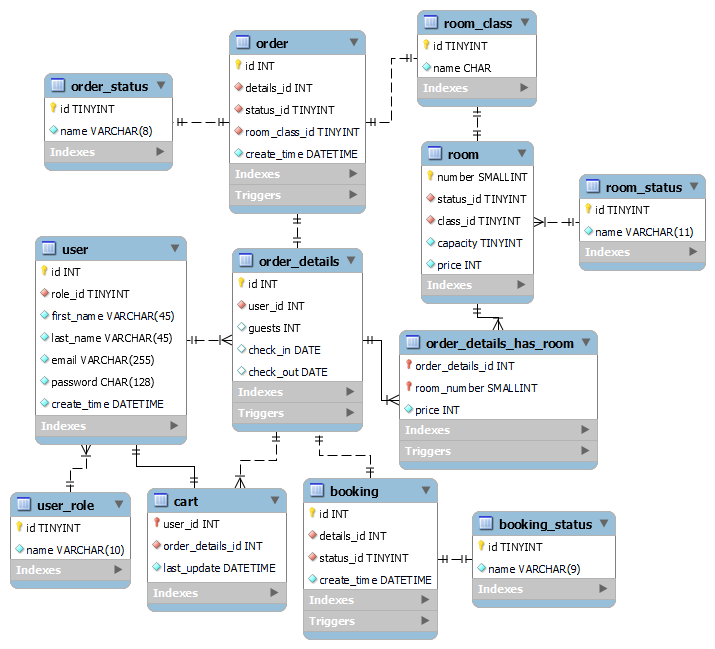 room_class
id TINYINT
name CHAR
Indexes
order
id INT
details_id INT
status_id TINYINT
room_class_id TINYINT
create_time DATETIME
Indexes
Triggers
order_status
id TINYINT
name VARCHAR(8)
Indexes
room
number SMALLINT
status_id TINYINT
class_id TINYINT
capacity TINYINT
price INT
Indexes
room_status
id TINYINT
name VARCHAR(11)
Indexes
user
id INT
role_id TINYINT
first_name VARCHAR(45)
last_name VARCHAR(45)
email VARCHAR(255)
password CHAR(128)
create_time DATETIME
Indexes
order_details
id INT
user_id INT
guests INT
check_in DATE
check_out DATE
Indexes
Triggers
order_details_has_room
order_details_id INT
room_number SMALLINT
price INT
Indexes
Triggers
user_role
id TINYINT
name VARCHAR(10)
Indexes
cart
user_id INT
order_details_id INT
last_update DATETIME
Indexes
booking
id INT
details_id INT
status_id TINYINT
create_time DATETIME
Indexes
Triggers
booking_status
id TINYINT
name VARCHAR(9)
Indexes